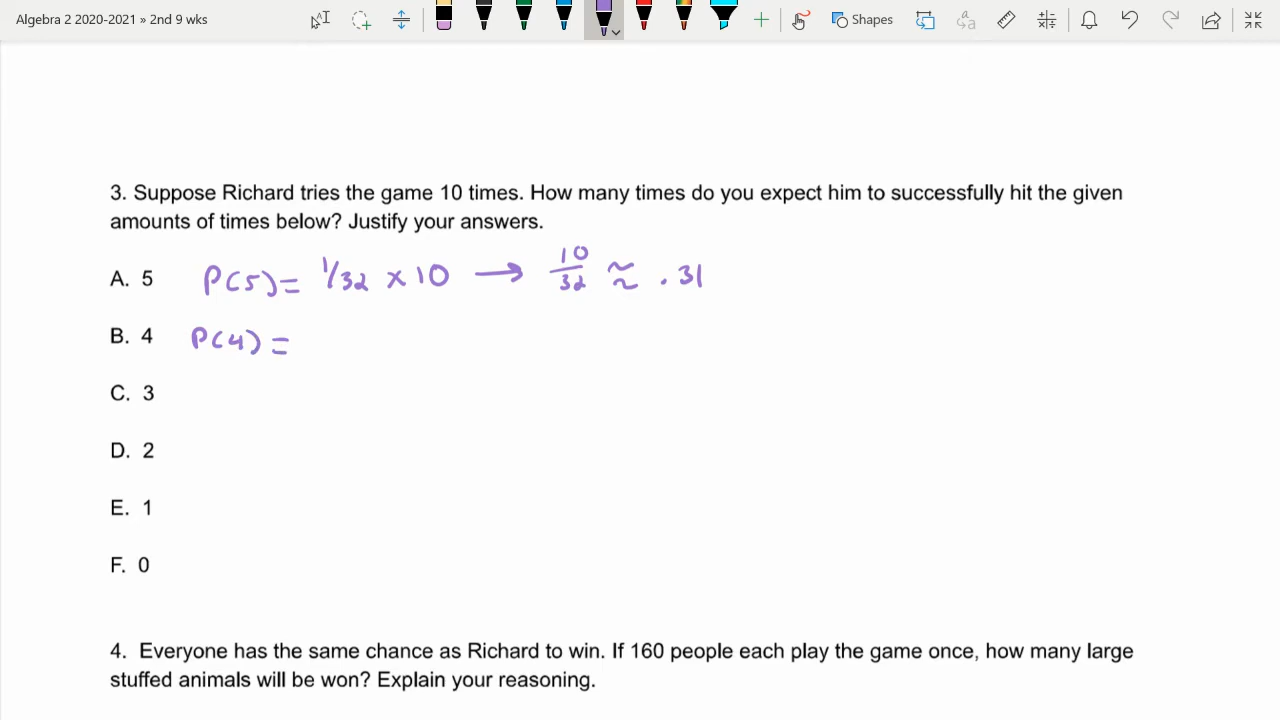 Algebra 2 2020-2021 » 2nd 9 wks
Shapes
3. Suppose Richard tries the game 10 times. How many times do you expect him to successfully hit the given
amounts of times below? Justify your answers.
A. 5 P(5) = 1/32 × 10 → 10/32 ≈ .31
B. 4 P(4) =
C. 3
D. 2
E. 1
F. 0
4. Everyone has the same chance as Richard to win. If 160 people each play the game once, how many large
stuffed animals will be won? Explain your reasoning.